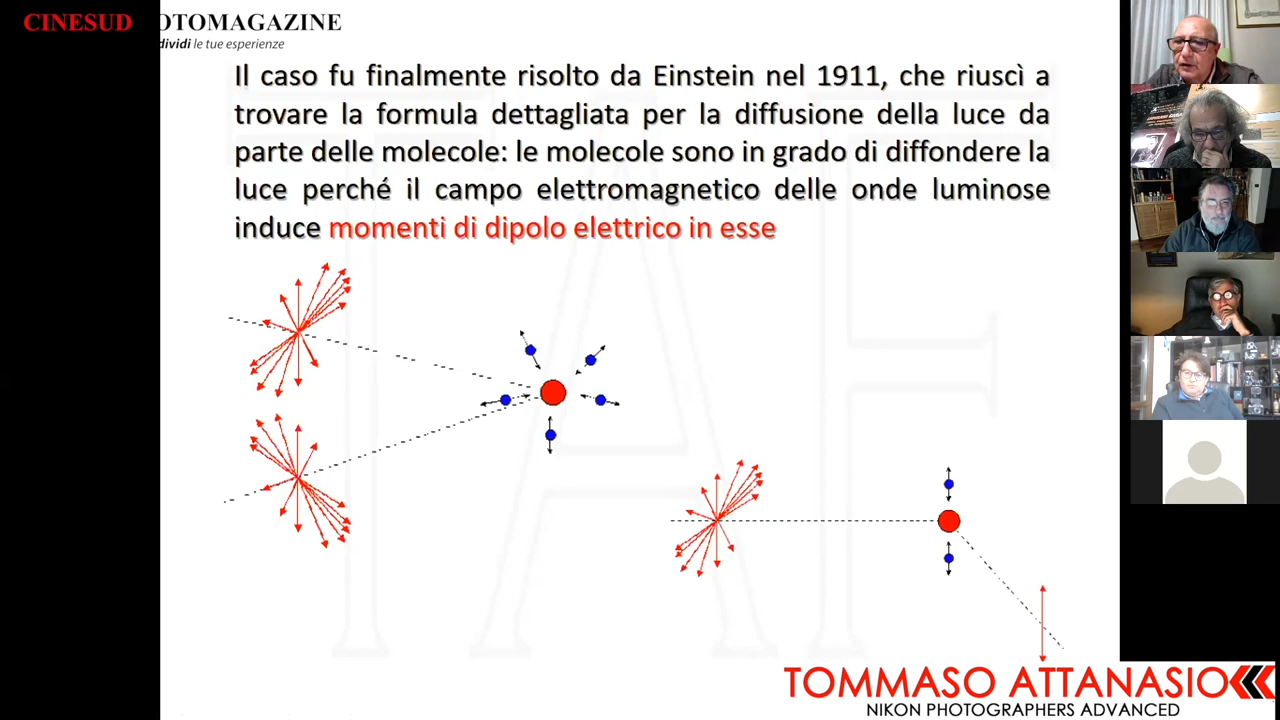 CINESUD OTOMAGAZINE
dividi le tue esperienze
Il caso fu finalmente risolto da Einstein nel 1911, che riuscì a
trovare la formula dettagliata per la diffusione della luce da
parte delle molecole: le molecole sono in grado di diffondere la
luce perché il campo elettromagnetico delle onde luminose
induce momenti di dipolo elettrico in esse
TAF
TOMMASO ATTANASIO
NIKON PHOTOGRAPHERS ADVANCED